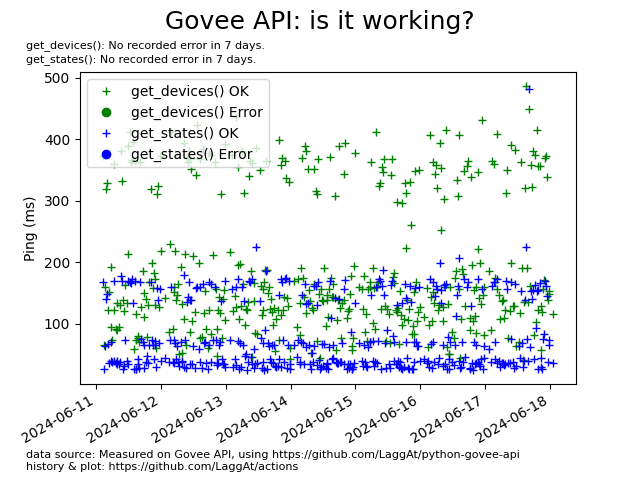 Govee API: is it working?
get_devices(): No recorded error in 7 days.
get_states(): No recorded error in 7 days.
500
400
300
200
100
Ping (ms)
get_devices() OK
get_devices() Error
get_states() OK
get_states() Error
2024-06-11
2024-06-12
2024-06-13
2024-06-14
2024-06-15
2024-06-16
2024-06-17
2024-06-18
data source: Measured on Govee API, using https://github.com/LaggAt/python-govee-api
history & plot: https://github.com/LaggAt/actions